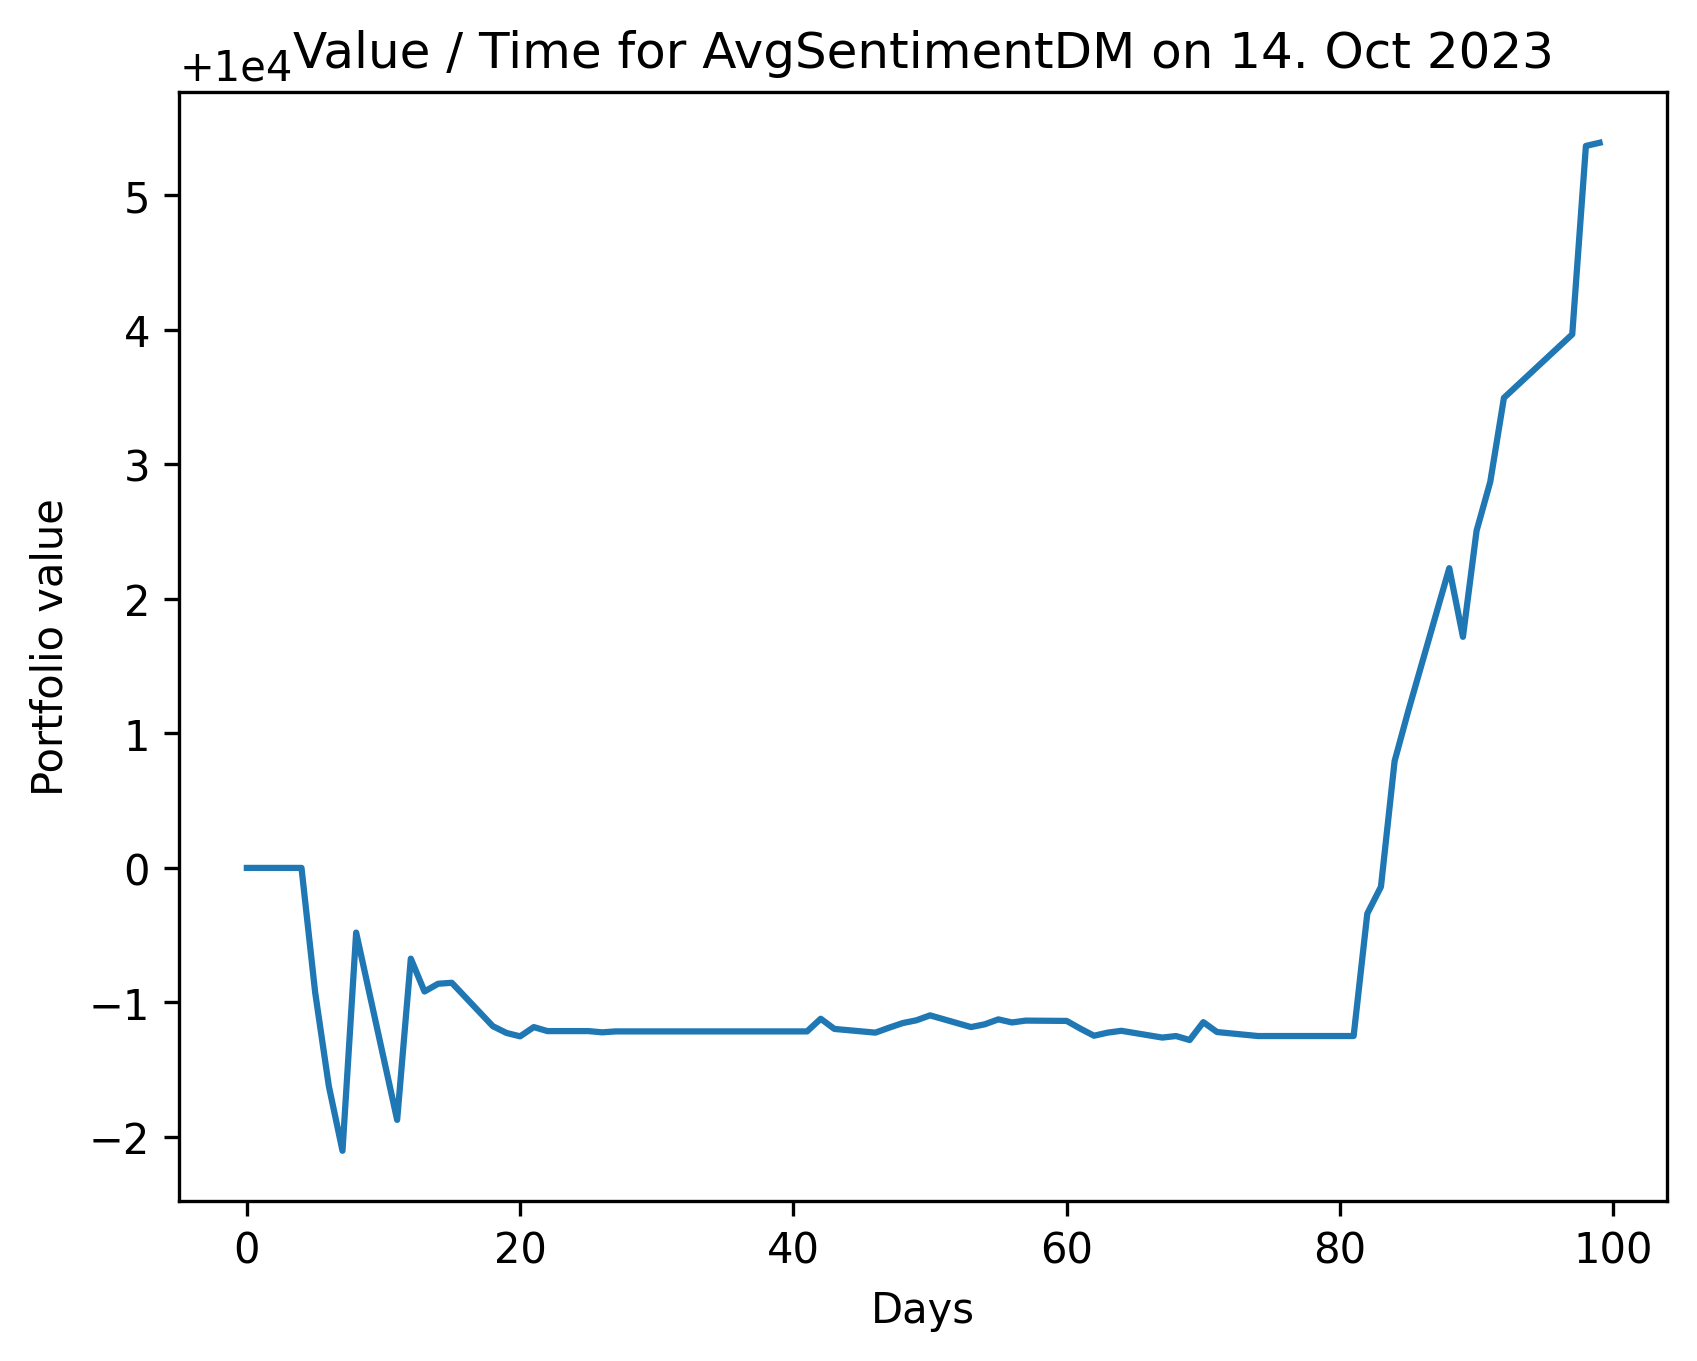 Value / Time for AvgSentimentDM on 14. Oct 2023
+1e4
5
4
3
2
1
0
−1
−2
Portfolio value
0 20 40 60 80 100
Days